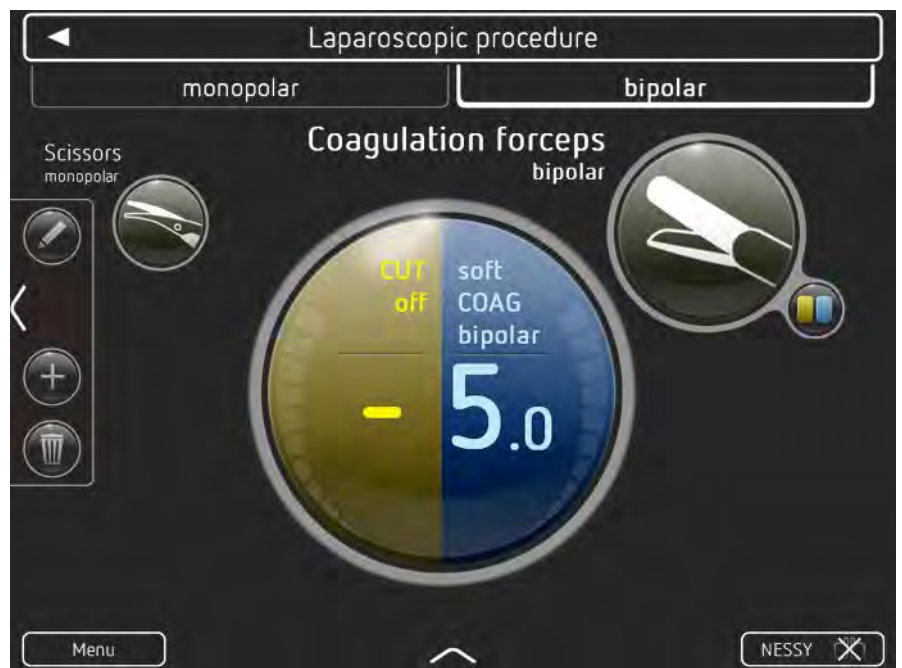 Laparoscopic procedure
monopolar
bipolar
Scissors
monopolar
Coagulation forceps
bipolar
CUT
off
-
soft
COAG
bipolar
5.0
Menu
NESSY